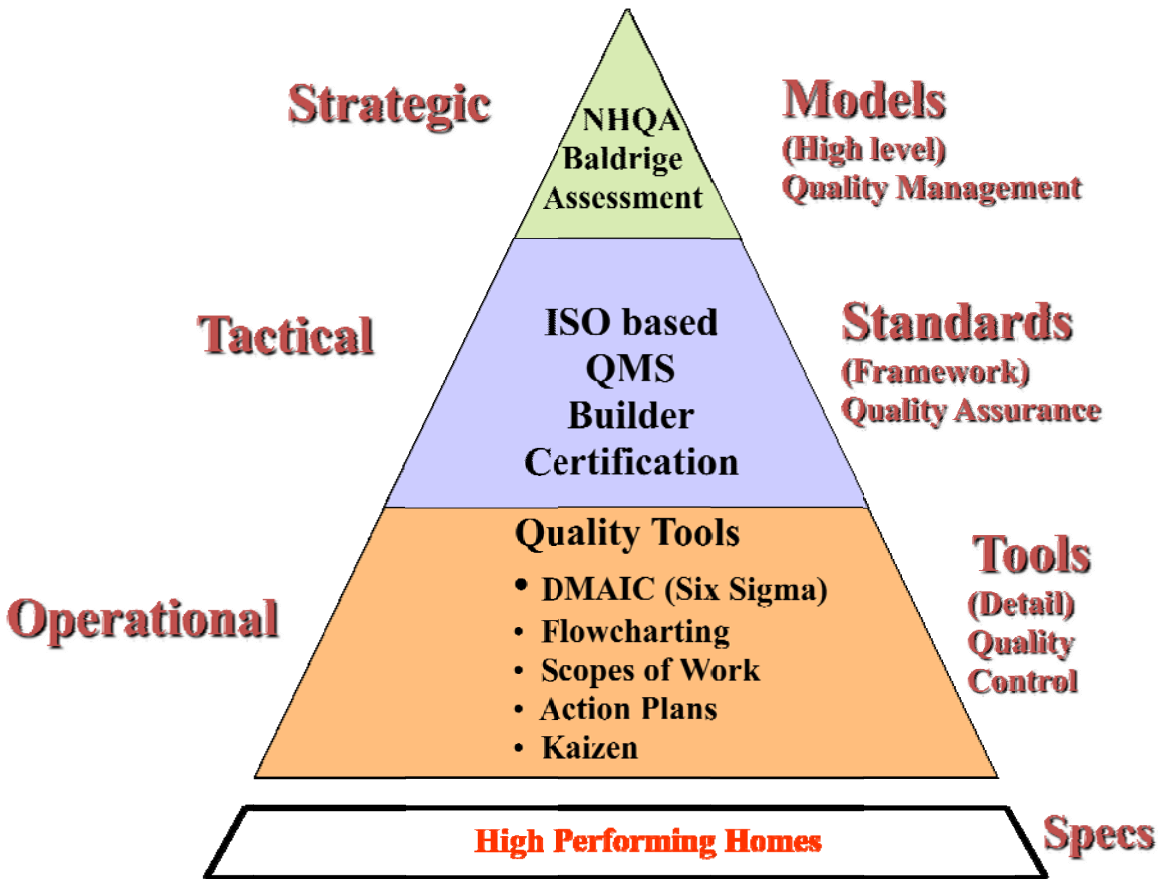 Strategic
NHQA
Baldrige
Assessment
Models
(High level)
Quality Management
Tactical
ISO based
QMS
Builder
Certification
Standards
(Framework)
Quality Assurance
Operational
Quality Tools
• DMAIC (Six Sigma)
• Flowcharting
• Scopes of Work
• Action Plans
• Kaizen
Tools
(Detail)
Quality
Control
High Performing Homes
Specs